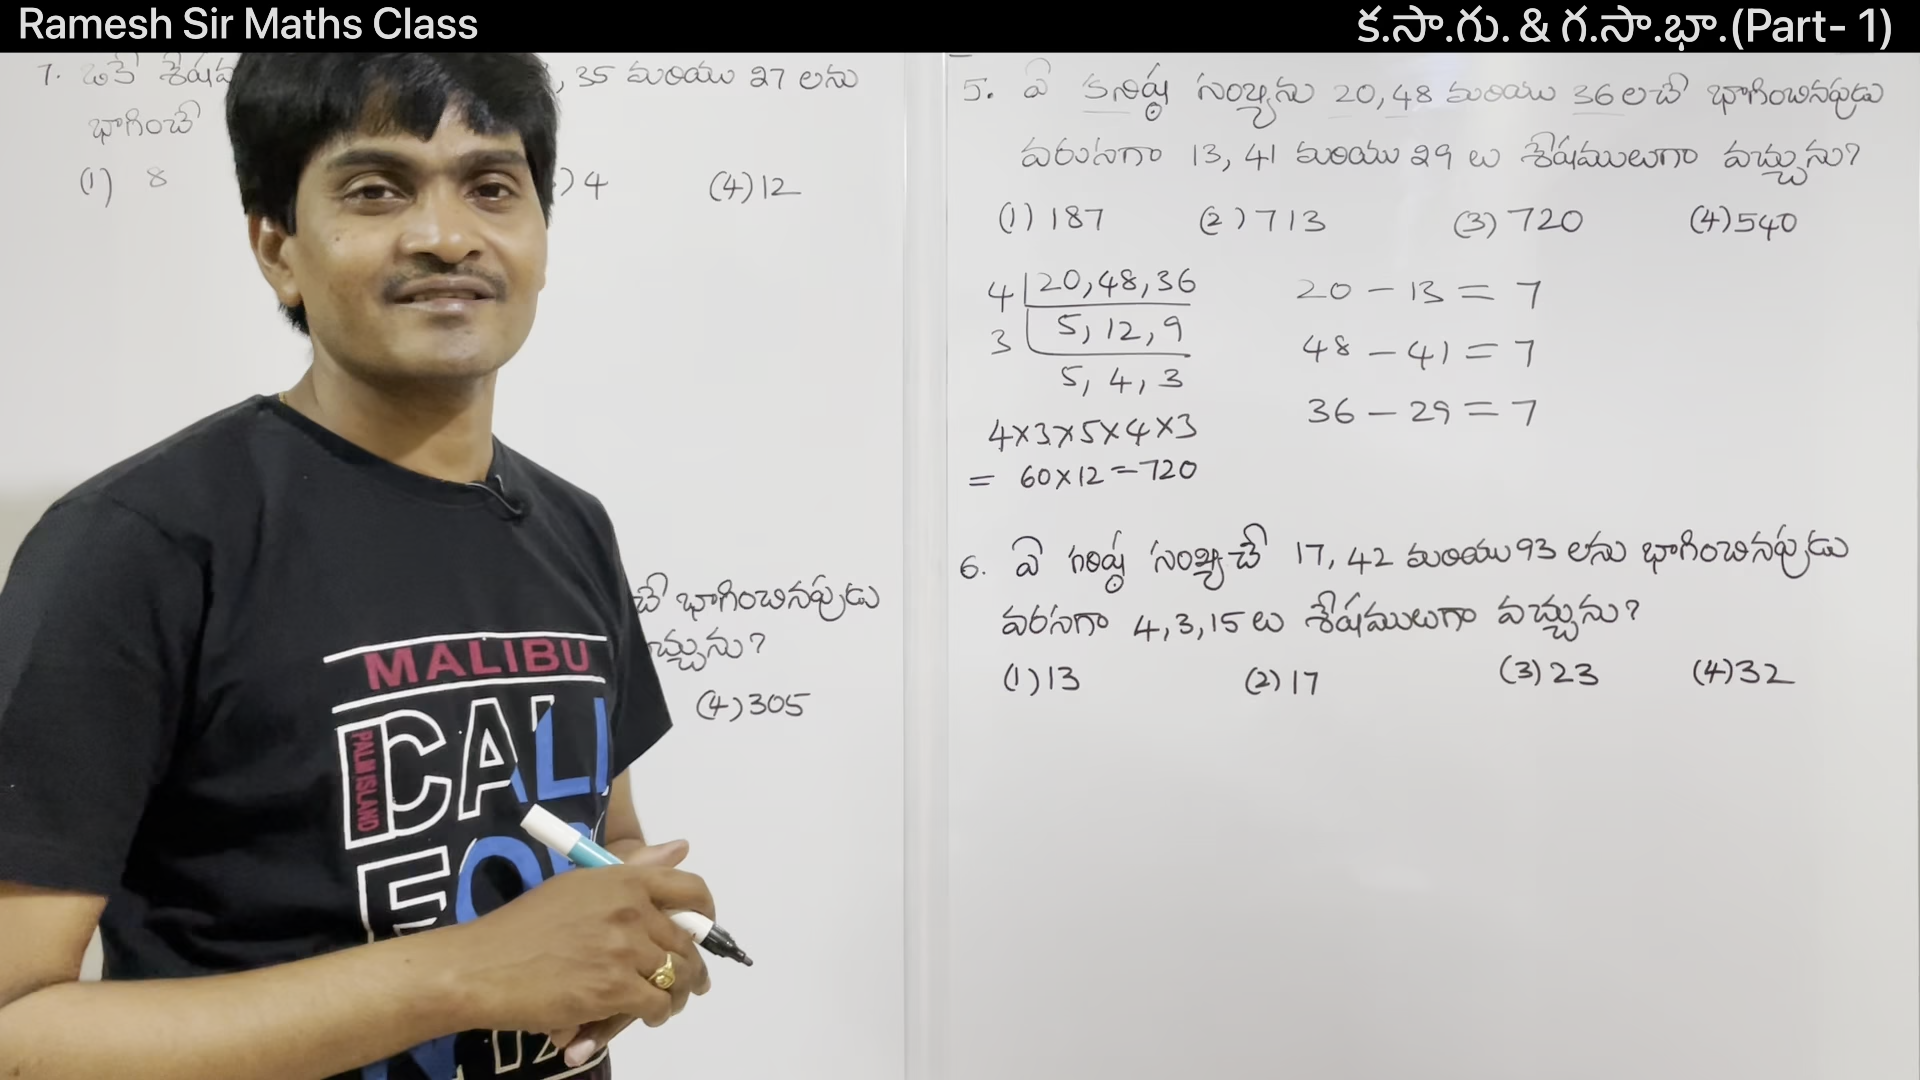 Ramesh Sir Maths Class
క.సా.గు. & గ.సా.భా.(Part- 1)
7. ఒకే
, 35 మరియు 27 లను
భాగించే
(1) 8
) 4 (4) 12
చే భాగించినపుడు
చ్చును?
(4) 305
5. ఏ కనిష్ఠ సంఖ్యను 20, 48 మరియు 36 లచే భాగించినపుడు
వరుసగా 13, 41 మరియు 29 లు శేషములుగా వచ్చును?
(1) 187 (2) 713 (3) 720 (4) 540
4 20, 48, 36
3 5, 12, 9
5, 4, 3
4×3×5×4×3
= 60×12 = 720
20 - 13 = 7
48 - 41 = 7
36 - 29 = 7
6. ఏ గరిష్ఠ సంఖ్యచే 17, 42 మరియు 93 లను భాగించినపుడు
వరసగా 4, 3, 15 లు శేషములుగా వచ్చును?
(1) 13 (2) 17 (3) 23 (4) 32
MALIBU
PALM ISLAND
CALI